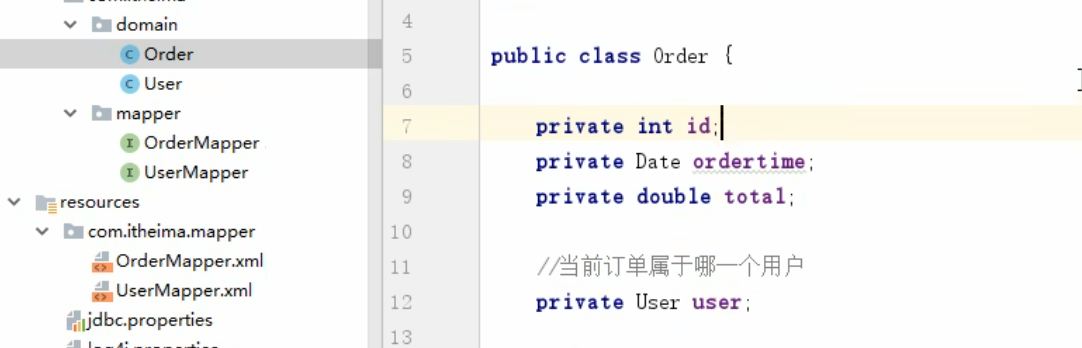 domain
Order
User
mapper
OrderMapper
UserMapper
resources
com.itheima.mapper
OrderMapper.xml
UserMapper.xml
jdbc.properties
4
5 public class Order {
6
7 private int id;
8 private Date ordertime;
9 private double total;
10
11 //当前订单属于哪一个用户
12 private User user;
13